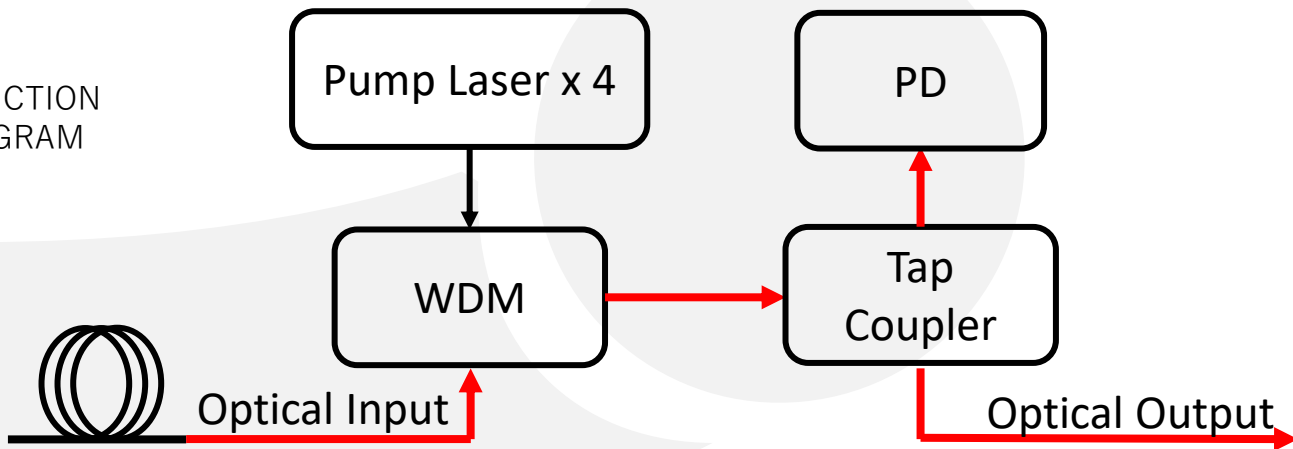 Pump Laser x 4
PD
CTION
GRAM
WDM
Tap
Coupler
Optical Input
Optical Output